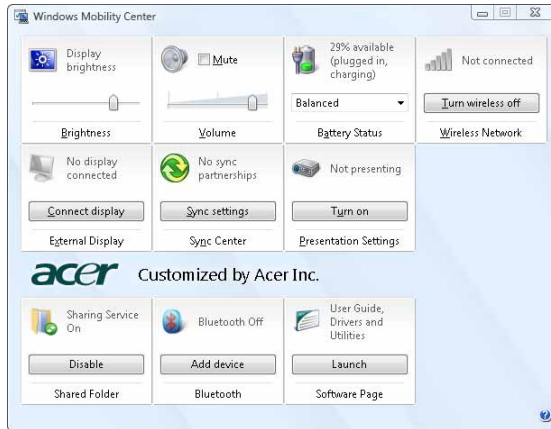 Windows Mobility Center
Display
brightness
Brightness
Mute
Volume
29% available
(plugged in,
charging)
Balanced
Battery Status
Not connected
Turn wireless off
Wireless Network
No display
connected
Connect display
External Display
No sync
partnerships
Sync settings
Sync Center
Not presenting
Turn on
Presentation Settings
acer Customized by Acer Inc.
Sharing Service
On
Disable
Shared Folder
Bluetooth Off
Add device
Bluetooth
User Guide,
Drivers and
Utilities
Launch
Software Page
?